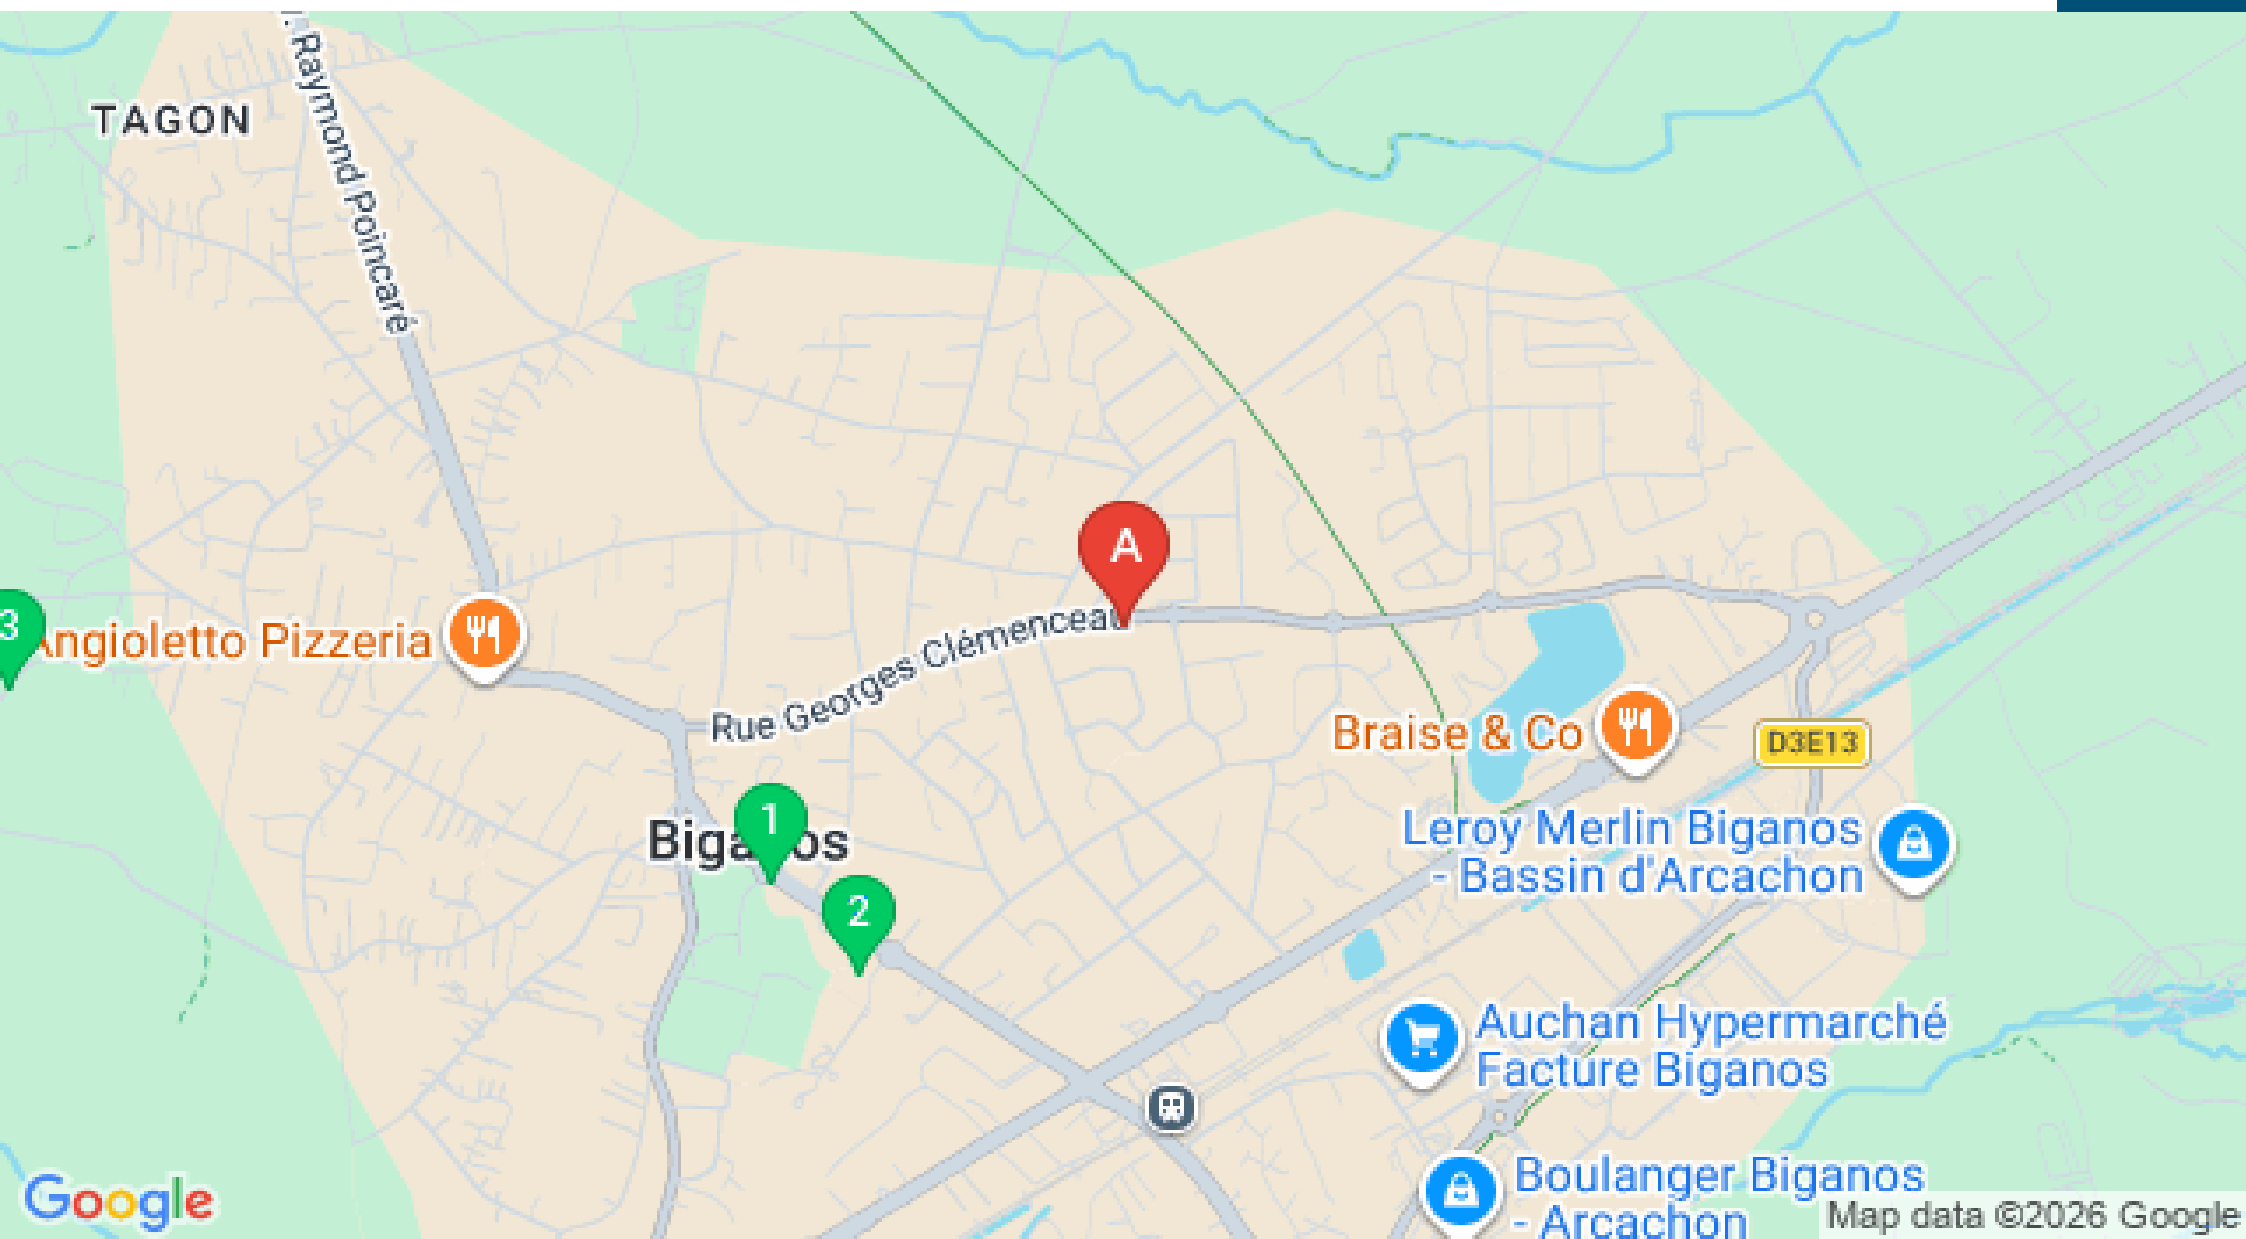 TAGON
Raymond Poincaré
A
3
Angioletto Pizzeria
Rue Georges Clémenceau
Braise & Co
D3E13
1
Biganos
Leroy Merlin Biganos
- Bassin d'Arcachon
2
Auchan Hypermarché
Facture Biganos
Boulanger Biganos
- Arcachon
Google
Map data ©2026 Google